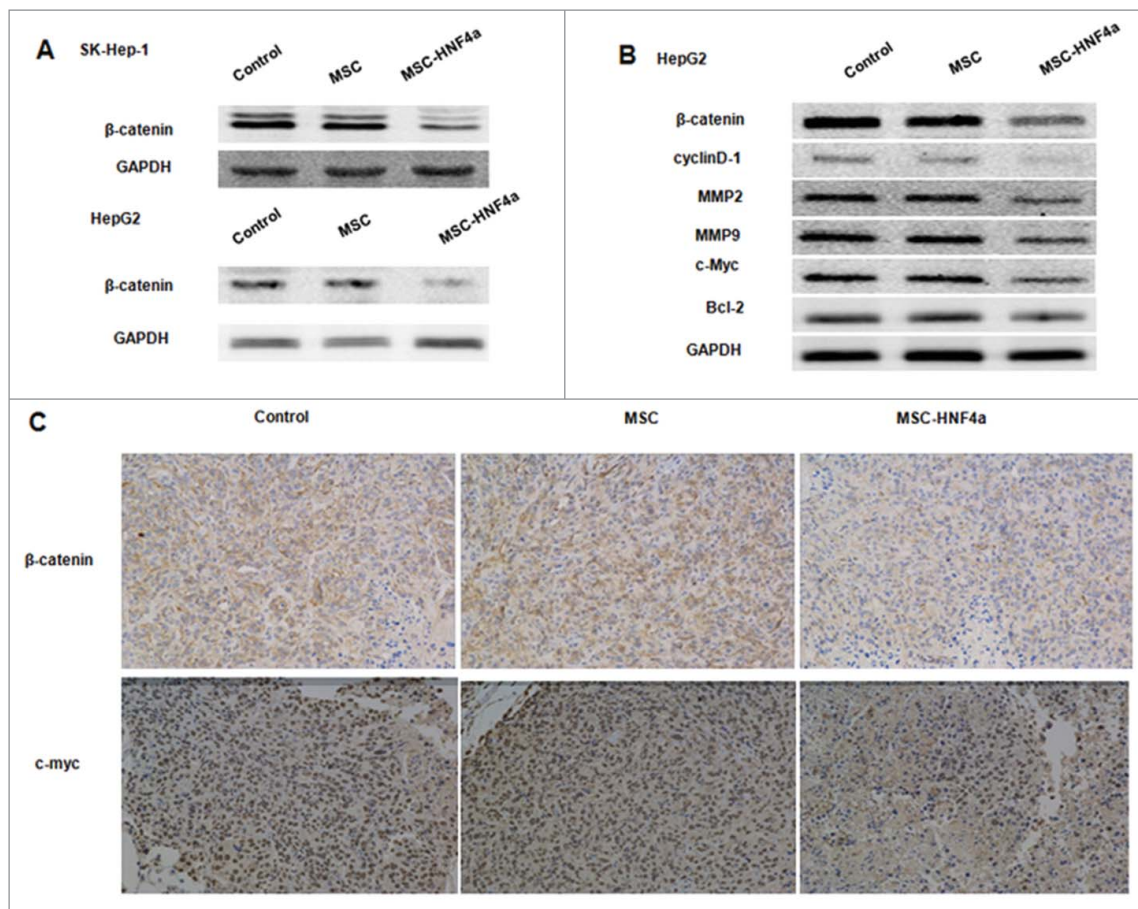 A SK-Hep-1
Control MSC MSC-HNF4a
β-catenin
GAPDH
HepG2
Control MSC MSC-HNF4a
β-catenin
GAPDH
B HepG2
Control MSC MSC-HNF4a
β-catenin
cyclinD-1
MMP2
MMP9
c-Myc
Bcl-2
GAPDH
C Control MSC MSC-HNF4a
β-catenin
c-myc